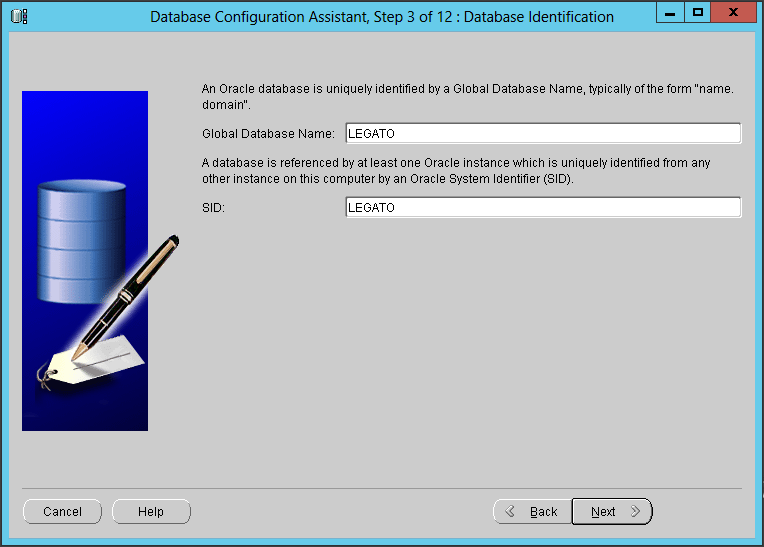 Database Configuration Assistant, Step 3 of 12 : Database Identification
An Oracle database is uniquely identified by a Global Database Name, typically of the form "name.
domain".
Global Database Name: LEGATO
A database is referenced by at least one Oracle instance which is uniquely identified from any
other instance on this computer by an Oracle System Identifier (SID).
SID: LEGATO
Cancel Help Back Next